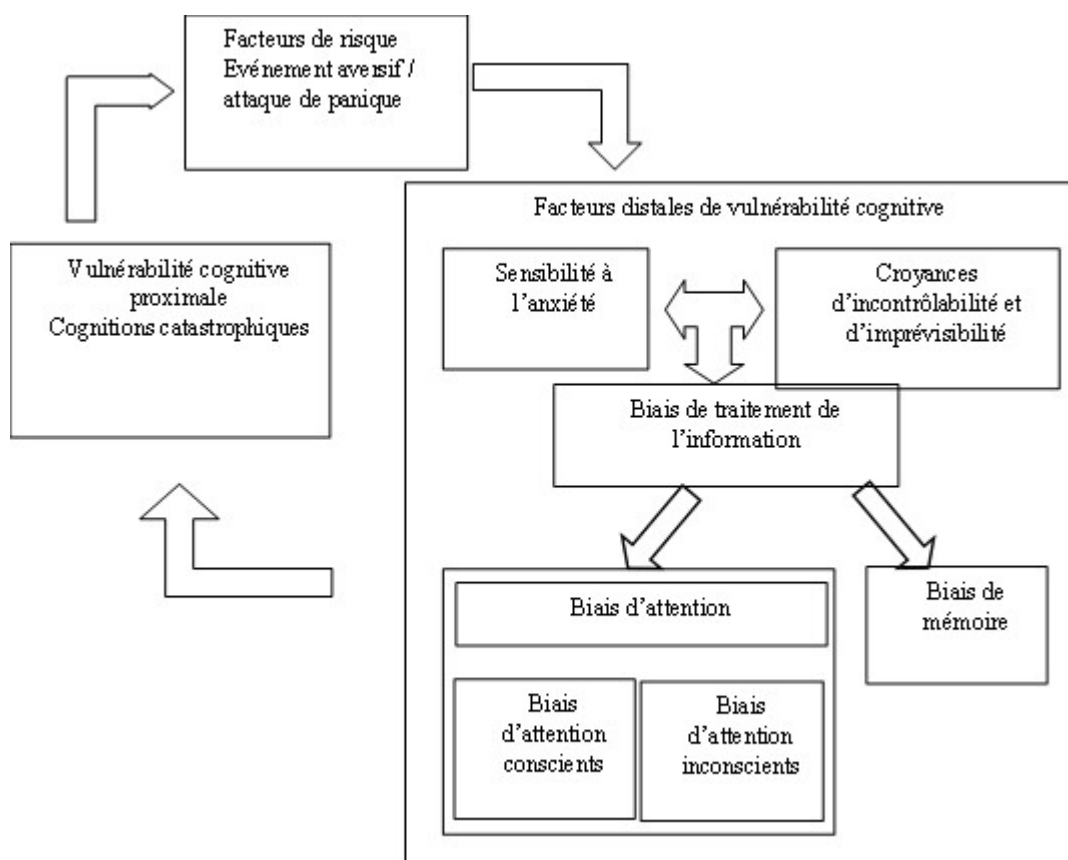 Facteurs de risque
Evénement aversif /
attaque de panique
Facteurs distales de vulnérabilité cognitive
Vulnérabilité cognitive
proximale
Cognitions catastrophiques
Sensibilité à
l'anxiété
Croyances
d'incontrôlabilité et
d'imprévisibilité
Biais de traitement de
l'information
Biais d'attention
Biais de
mémoire
Biais
d'attention
conscients
Biais
d'attention
inconscients